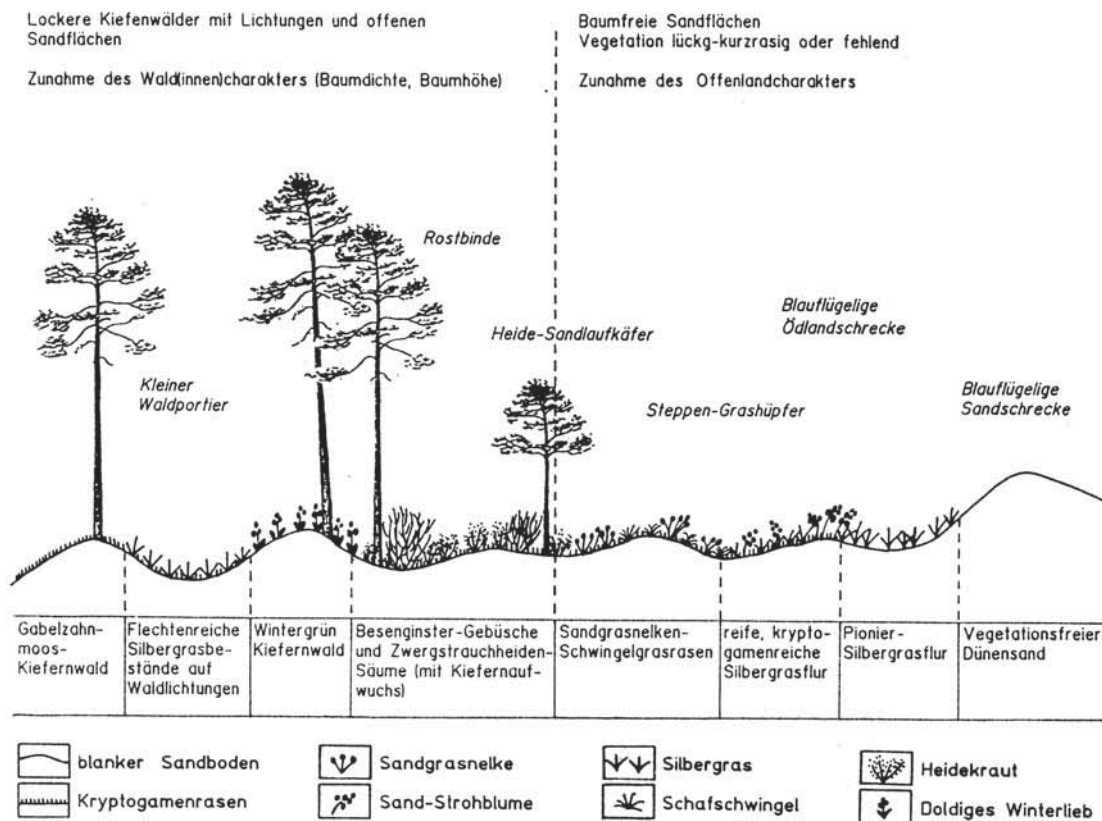 Lockere Kiefenwälder mit Lichtungen und offenen
Sandflächen
Zunahme des Wald(innen)charakters (Baumdichte, Baumhöhe)
Baumfreie Sandflächen
Vegetation lückg-kurzrasig oder fehlend
Zunahme des Offenlandcharakters
Rostbinde
Heide-Sandlaufkäfer
Blauflügelige
Ödlandschrecke
Kleiner
Waldportier
Steppen-Grashüpfer
Blauflügelige
Sandschrecke
Gabelzahn-
moos-
Kiefernwald
Flechtenreiche
Silbergrasbe-
stände auf
Waldlichtungen
Wintergrün
Kiefernwald
Besenginster-Gebüsche
und Zwergstrauchheiden-
Säume (mit Kiefernauf-
wuchs)
Sandgrasnelken-
Schwingelgrasrasen
reife, krypto-
gamenreiche
Silbergrasflur
Pionier-
Silbergrasflur
Vegetationsfreier
Dünensand
blanker Sandboden
Kryptogamenrasen
Sandgrasnelke
Sand-Strohblume
Silbergras
Schafschwingel
Heidekraut
Doldiges Winterlieb